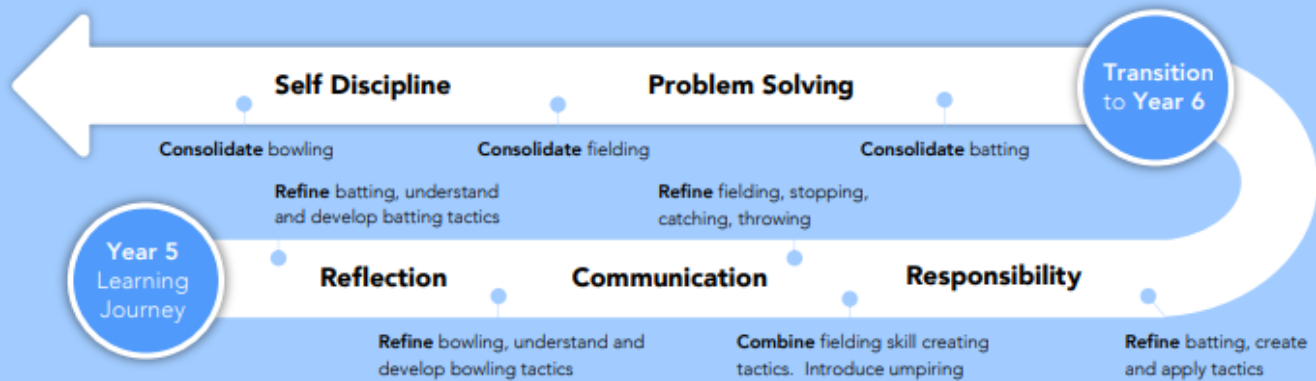 Self Discipline
Problem Solving
Transition
to Year 6
Consolidate bowling
Consolidate fielding
Consolidate batting
Refine batting, understand
and develop batting tactics
Refine fielding, stopping,
catching, throwing
Year 5
Learning
Journey
Reflection
Communication
Responsibility
Refine bowling, understand and
develop bowling tactics
Combine fielding skill creating
tactics. Introduce umpiring
Refine batting, create
and apply tactics